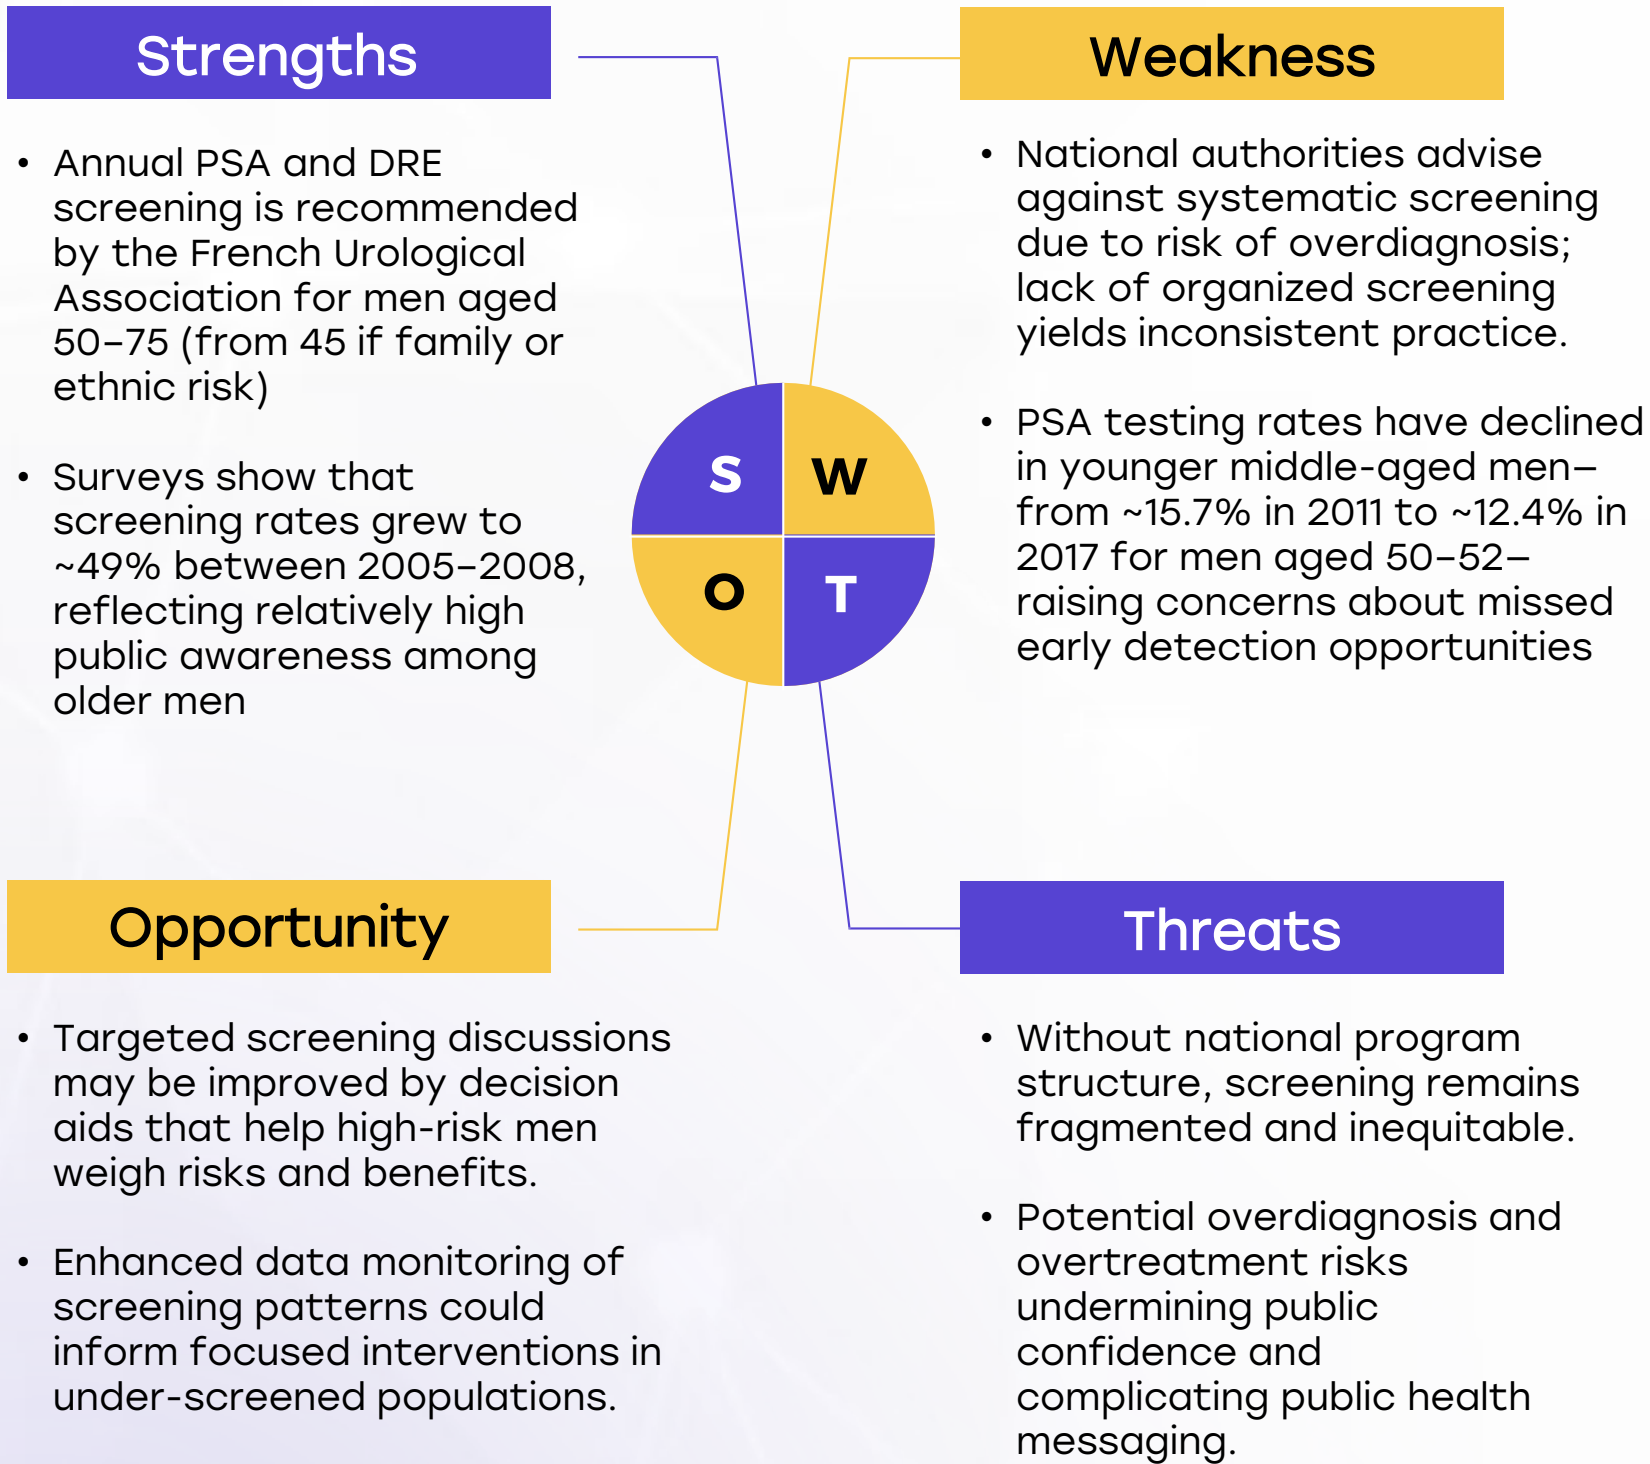 Strengths
• Annual PSA and DRE
screening is recommended
by the French Urological
Association for men aged
50–75 (from 45 if family or
ethnic risk)
• Surveys show that
screening rates grew to
~49% between 2005–2008,
reflecting relatively high
public awareness among
older men
Weakness
• National authorities advise
against systematic screening
due to risk of overdiagnosis;
lack of organized screening
yields inconsistent practice.
• PSA testing rates have declined
in younger middle-aged men—
from ~15.7% in 2011 to ~12.4% in
2017 for men aged 50–52—
raising concerns about missed
early detection opportunities
S
W
O
T
Opportunity
• Targeted screening discussions
may be improved by decision
aids that help high-risk men
weigh risks and benefits.
• Enhanced data monitoring of
screening patterns could
inform focused interventions in
under-screened populations.
Threats
• Without national program
structure, screening remains
fragmented and inequitable.
• Potential overdiagnosis and
overtreatment risks
undermining public
confidence and
complicating public health
messaging.